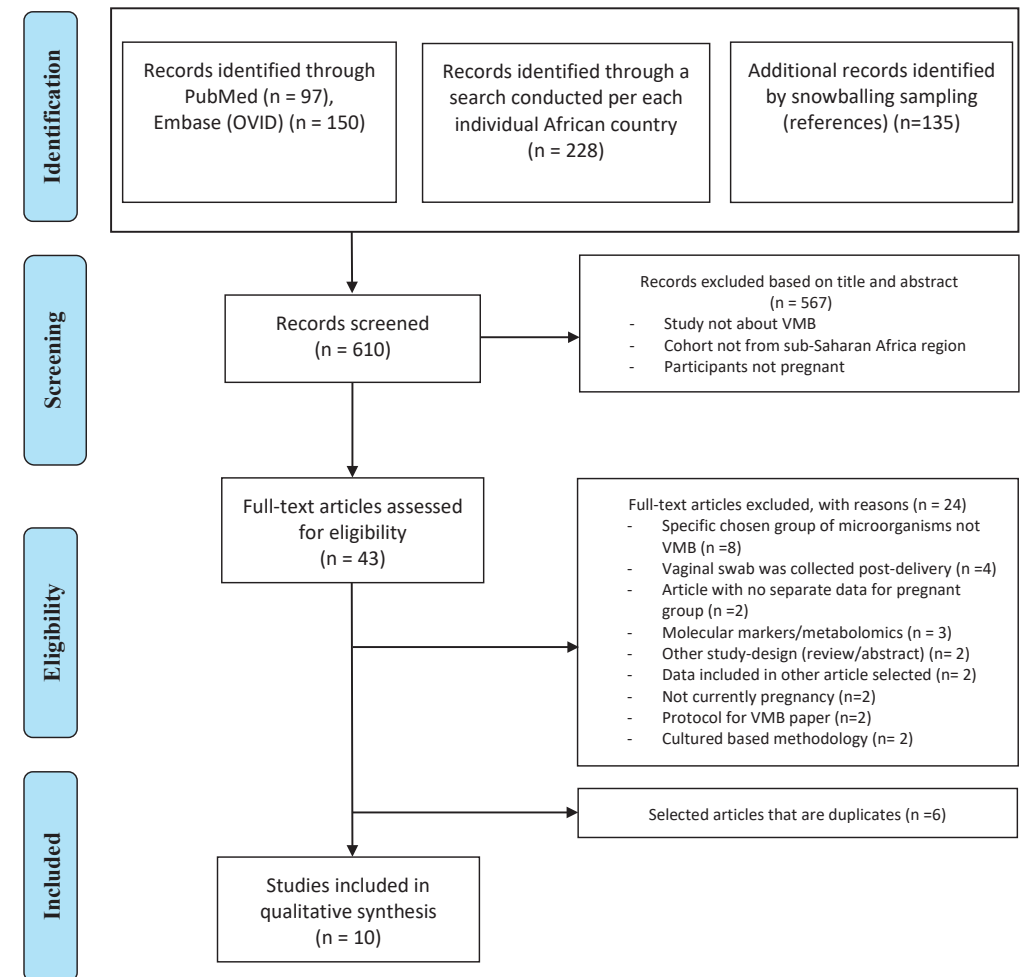 Identification
Records identified through
PubMed (n = 97),
Embase (OVID) (n = 150)
Records identified through a
search conducted per each
individual African country
(n = 228)
Additional records identified
by snowballing sampling
(references) (n=135)
Screening
Records screened
(n = 610)
Records excluded based on title and abstract
(n = 567)
- Study not about VMB
- Cohort not from sub-Saharan Africa region
- Participants not pregnant
Eligibility
Full-text articles assessed
for eligibility
(n = 43)
Full-text articles excluded, with reasons (n = 24)
- Specific chosen group of microorganisms not
VMB (n =8)
- Vaginal swab was collected post-delivery (n =4)
- Article with no separate data for pregnant
group (n =2)
- Molecular markers/metabolomics (n = 3)
- Other study-design (review/abstract) (n= 2)
- Data included in other article selected (n= 2)
- Not currently pregnancy (n=2)
- Protocol for VMB paper (n=2)
- Cultured based methodology (n= 2)
Included
Selected articles that are duplicates (n =6)
Studies included in
qualitative synthesis
(n = 10)